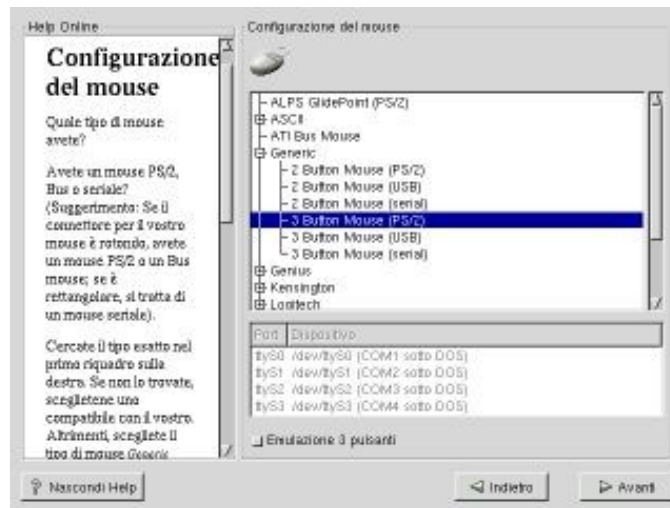 Help Online
Configurazione
del mouse
Quale tipo di mouse
avete?
Avete un mouse PS/2,
Bus o seriale?
(Suggerimento: Se il
connettore per il vostro
mouse è rotondo, avete
un mouse PS/2 o un Bus
mouse; se è
rettangolare, si tratta di
un mouse seriale).
Cercate il tipo esatto nel
primo riquadro sulla
destra. Se non lo trovate,
sceglietene uno
compatibile con il vostro.
Altrimenti, scegliete il
tipo di mouse Generic
Configurazione del mouse
ALPS GlidePoint (PS/2)
ASCII
ATI Bus Mouse
Generic
2 Button Mouse (PS/2)
2 Button Mouse (USB)
2 Button Mouse (serial)
3 Button Mouse (PS/2)
3 Button Mouse (USB)
3 Button Mouse (serial)
Genius
Kensington
Logitech
Port Dispositivo
ttyS0 /dev/ttyS0 (COM1 sotto DOS)
ttyS1 /dev/ttyS1 (COM2 sotto DOS)
ttyS2 /dev/ttyS2 (COM3 sotto DOS)
ttyS3 /dev/ttyS3 (COM4 sotto DOS)
Emulazione 3 pulsanti
Nascondi Help
Indietro
Avanti